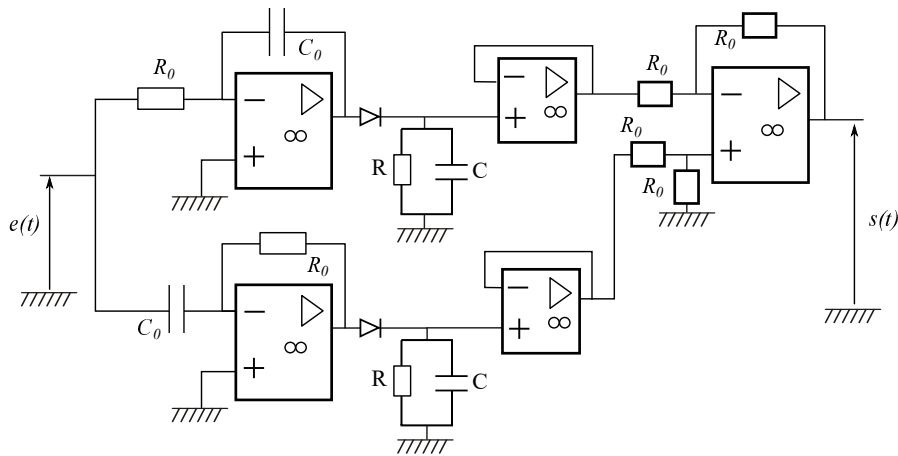 C₀
R₀
R₀
R₀
− ▷
∞
+
− ▷
∞
+
− ▷
∞
+
R₀
R₀
R
C
e(t)
s(t)
R₀
C₀
− ▷
∞
+
− ▷
∞
+
R
C